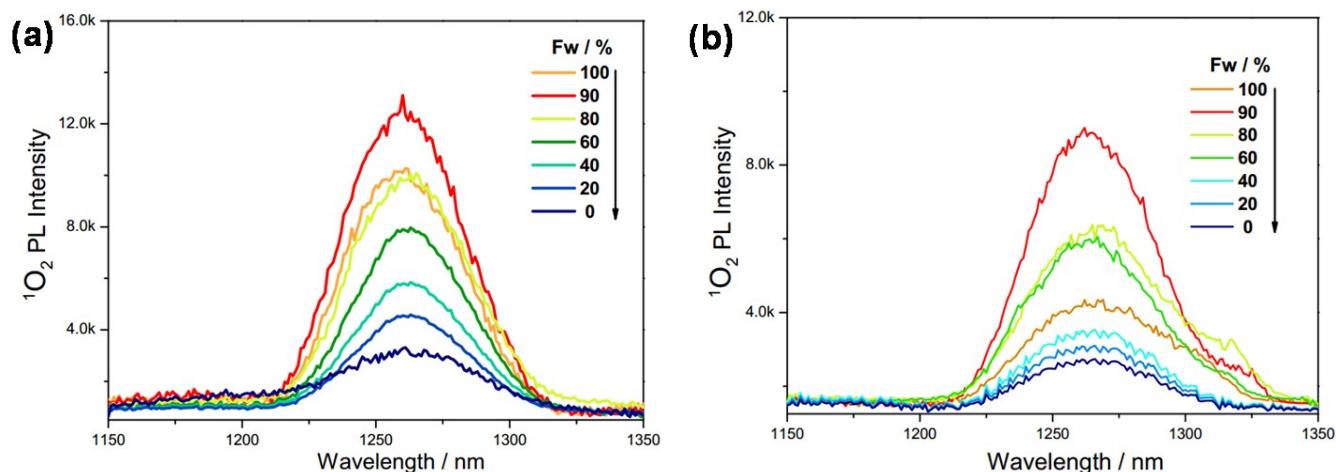 (a)
16.0k
12.0k
8.0k
4.0k
¹O₂ PL Intensity
Fw / %
100
90
80
60
40
20
0
1150
1200
1250
1300
1350
Wavelength / nm
(b)
12.0k
8.0k
4.0k
¹O₂ PL Intensity
Fw / %
100
90
80
60
40
20
0
1150
1200
1250
1300
1350
Wavelength / nm